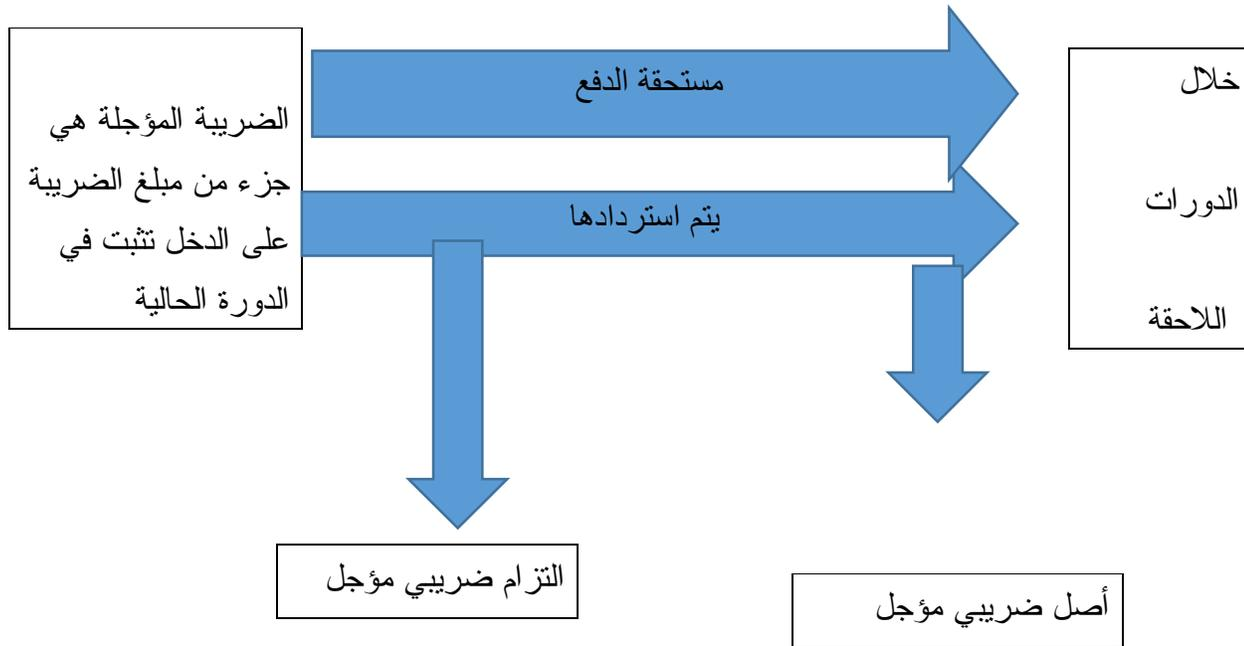 الضريبة المؤجلة هي
جزء من مبلغ الضريبة
على الدخل تثبت في
الدورة الحالية
مستحقة الدفع
يتم استردادها
خلال
الدورات
اللاحقة
التزام ضريبي مؤجل
أصل ضريبي مؤجل